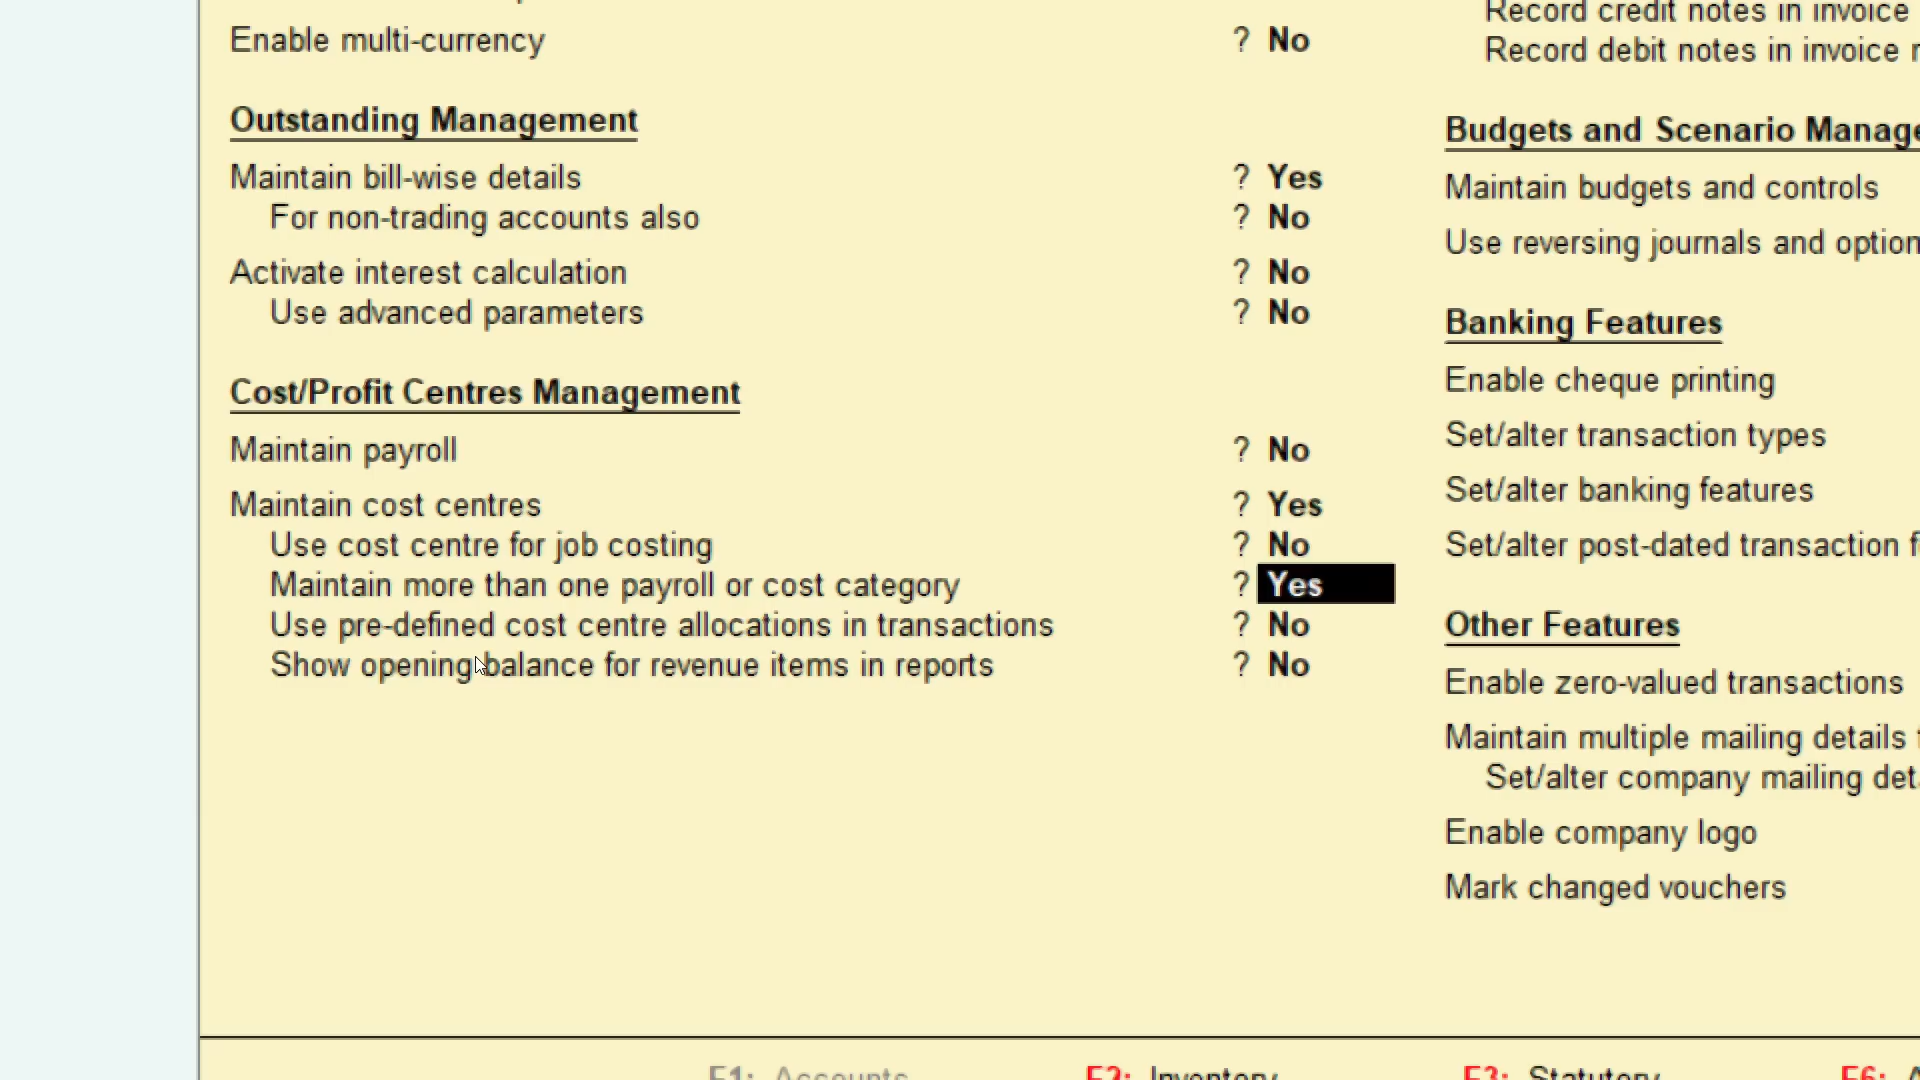 Enable multi-currency ? No
Outstanding Management
Maintain bill-wise details ? Yes
For non-trading accounts also ? No
Activate interest calculation ? No
Use advanced parameters ? No
Cost/Profit Centres Management
Maintain payroll ? No
Maintain cost centres ? Yes
Use cost centre for job costing ? No
Maintain more than one payroll or cost category ? Yes
Use pre-defined cost centre allocations in transactions ? No
Show opening balance for revenue items in reports ? No
Record credit notes in invoice
Record debit notes in invoice
Budgets and Scenario Manage
Maintain budgets and controls
Use reversing journals and option
Banking Features
Enable cheque printing
Set/alter transaction types
Set/alter banking features
Set/alter post-dated transaction f
Other Features
Enable zero-valued transactions
Maintain multiple mailing details f
Set/alter company mailing det
Enable company logo
Mark changed vouchers
F1: Accounts F2: Inventory F3: Statutory F6: